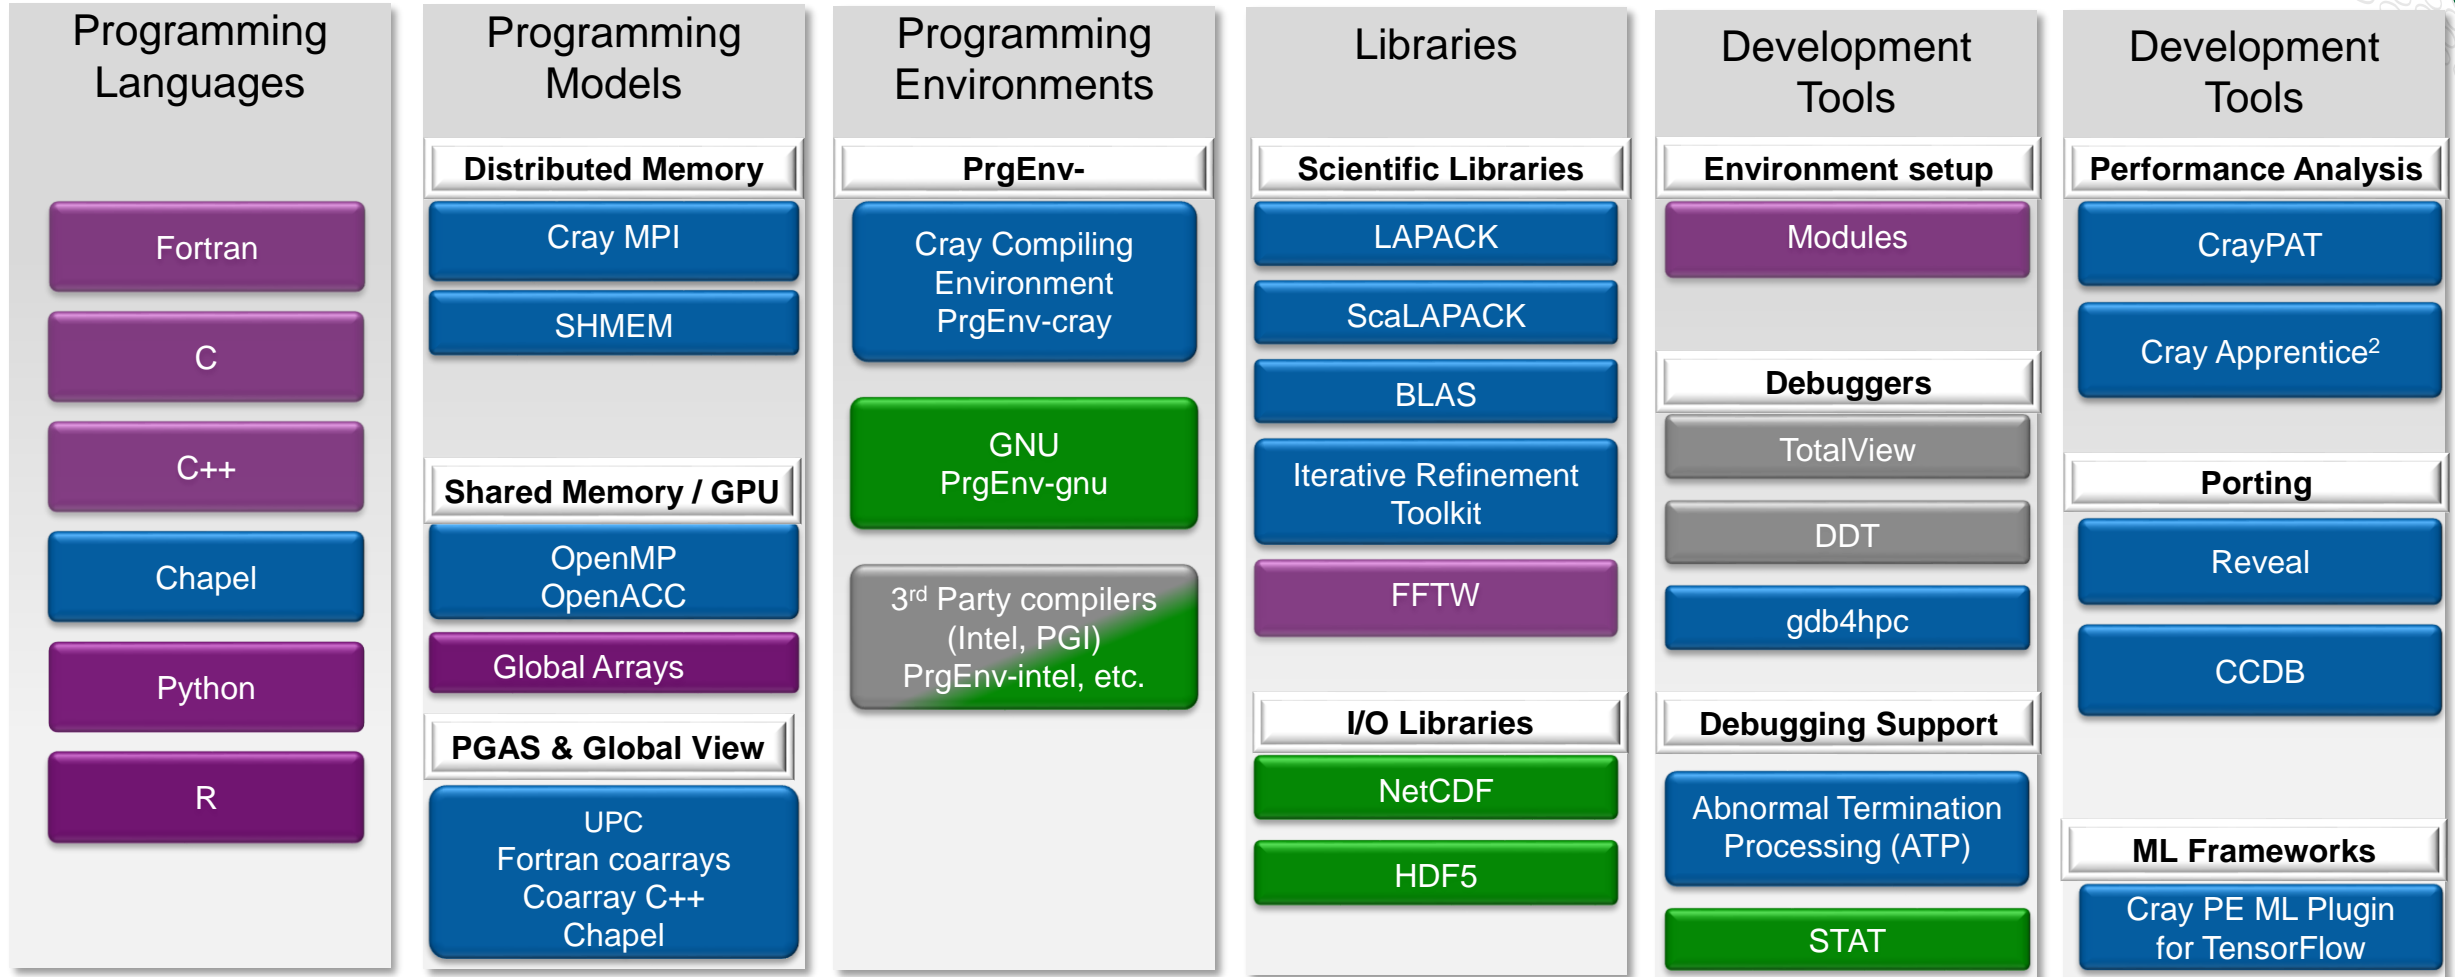 Programming
Languages
Fortran
C
C++
Chapel
Python
R
Programming
Models
Distributed Memory
Cray MPI
SHMEM
Shared Memory / GPU
OpenMP
OpenACC
Global Arrays
PGAS & Global View
UPC
Fortran coarrays
Coarray C++
Chapel
Programming
Environments
PrgEnv-
Cray Compiling
Environment
PrgEnv-cray
GNU
PrgEnv-gnu
3rd Party compilers
(Intel, PGI)
PrgEnv-intel, etc.
Libraries
Scientific Libraries
LAPACK
ScaLAPACK
BLAS
Iterative Refinement
Toolkit
FFTW
I/O Libraries
NetCDF
HDF5
Development
Tools
Environment setup
Modules
Debuggers
TotalView
DDT
gdb4hpc
Debugging Support
Abnormal Termination
Processing (ATP)
STAT
Development
Tools
Performance Analysis
CrayPAT
Cray Apprentice²
Porting
Reveal
CCDB
ML Frameworks
Cray PE ML Plugin
for TensorFlow